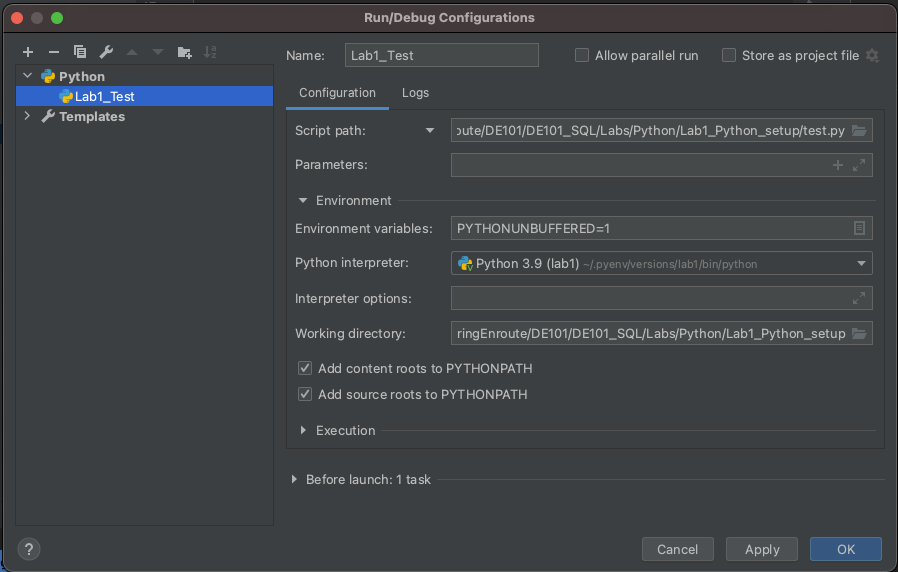 Run/Debug Configurations
Name: Lab1_Test Allow parallel run Store as project file
Python
Lab1_Test
Templates
Configuration Logs
Script path: oute/DE101/DE101_SQL/Labs/Python/Lab1_Python_setup/test.py
Parameters:
Environment
Environment variables: PYTHONUNBUFFERED=1
Python interpreter: Python 3.9 (lab1) ~/.pyenv/versions/lab1/bin/python
Interpreter options:
Working directory: ringEnroute/DE101/DE101_SQL/Labs/Python/Lab1_Python_setup
Add content roots to PYTHONPATH
Add source roots to PYTHONPATH
Execution
Before launch: 1 task
? Cancel Apply OK